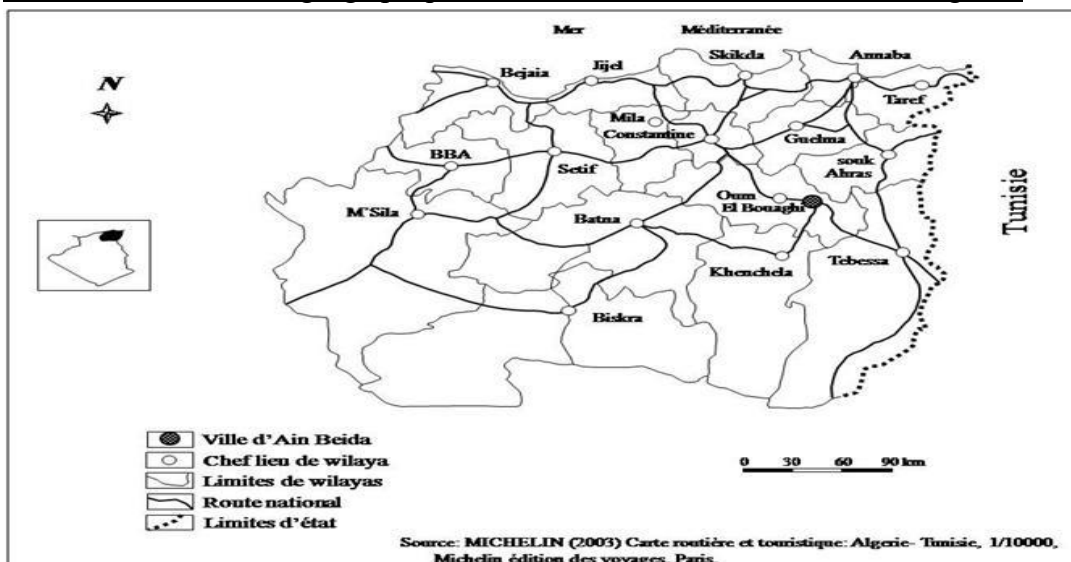 Mer Méditerranée
N
Bejaia
Jijel
Skikda
Annaba
Taref
Mila
Constantine
Guelma
souk
Ahras
BBA
Setif
M'Sila
Batna
Oum
El Bouaghi
Khenchela
Tebessa
Biskra
Tunisie
Ville d'Ain Beida
Chef lieu de wilaya
Limites de wilayas
Route national
Limites d'état
0 30 60 90 km
Source: MICHELIN (2003) Carte routière et touristique: Algerie- Tunisie, 1/10000,
Michelin édition des voyages, Paris.